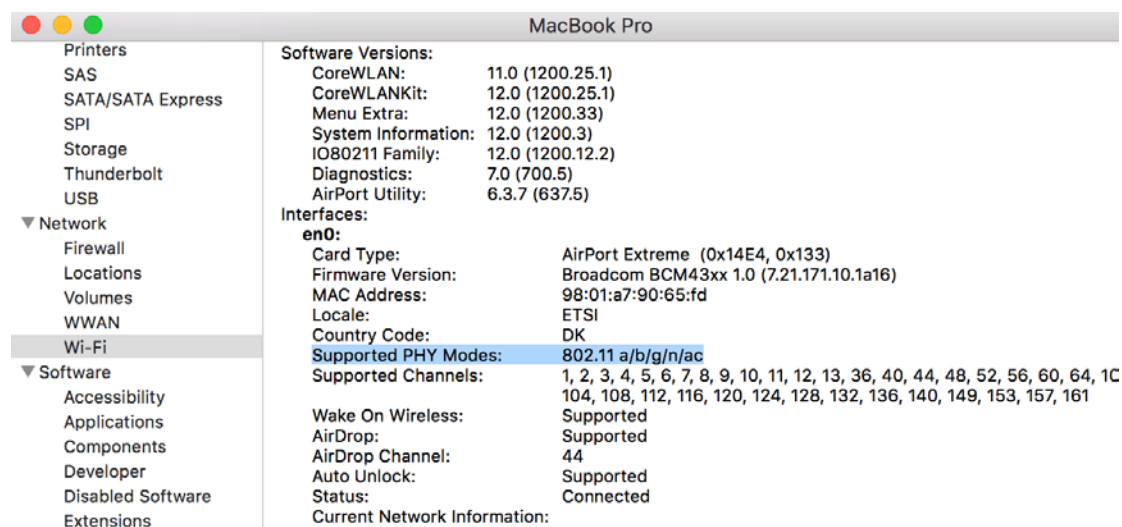 MacBook Pro
Printers
SAS
SATA/SATA Express
SPI
Storage
Thunderbolt
USB
Network
Firewall
Locations
Volumes
WWAN
Wi-Fi
Software
Accessibility
Applications
Components
Developer
Disabled Software
Extensions
Software Versions:
CoreWLAN: 11.0 (1200.25.1)
CoreWLANKit: 12.0 (1200.25.1)
Menu Extra: 12.0 (1200.33)
System Information: 12.0 (1200.3)
IO80211 Family: 12.0 (1200.12.2)
Diagnostics: 7.0 (700.5)
AirPort Utility: 6.3.7 (637.5)
Interfaces:
en0:
Card Type: AirPort Extreme (0x14E4, 0x133)
Firmware Version: Broadcom BCM43xx 1.0 (7.21.171.10.1a16)
MAC Address: 98:01:a7:90:65:fd
Locale: ETSI
Country Code: DK
Supported PHY Modes: 802.11 a/b/g/n/ac
Supported Channels: 1, 2, 3, 4, 5, 6, 7, 8, 9, 10, 11, 12, 13, 36, 40, 44, 48, 52, 56, 60, 64,
104, 108, 112, 116, 120, 124, 128, 132, 136, 140, 149, 153, 157, 161
Wake On Wireless: Supported
AirDrop: Supported
AirDrop Channel: 44
Auto Unlock: Supported
Status: Connected
Current Network Information: